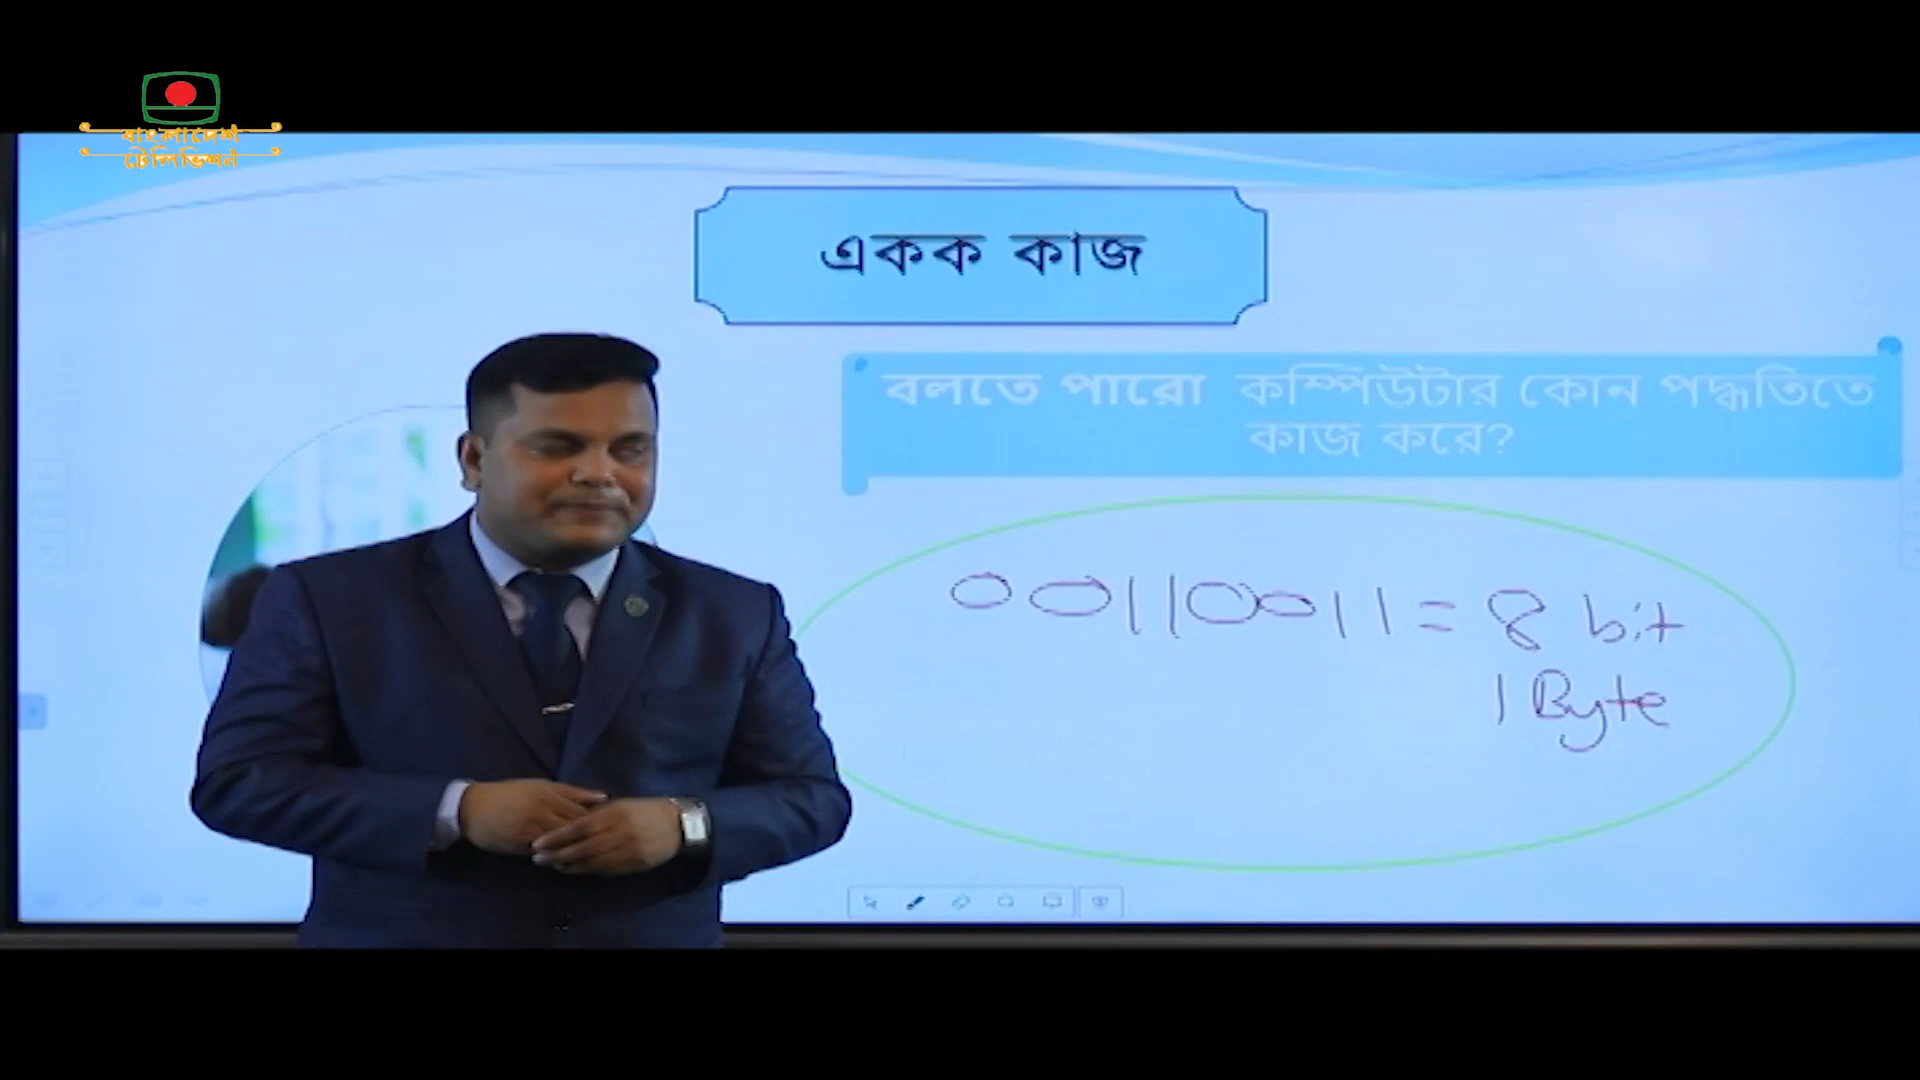 বাংলাদেশ
টেলিভিশন
একক কাজ
বলতে পারো কম্পিউটার কোন পদ্ধতিতে
কাজ করে?
00110011 = 8 bit
1 Byte